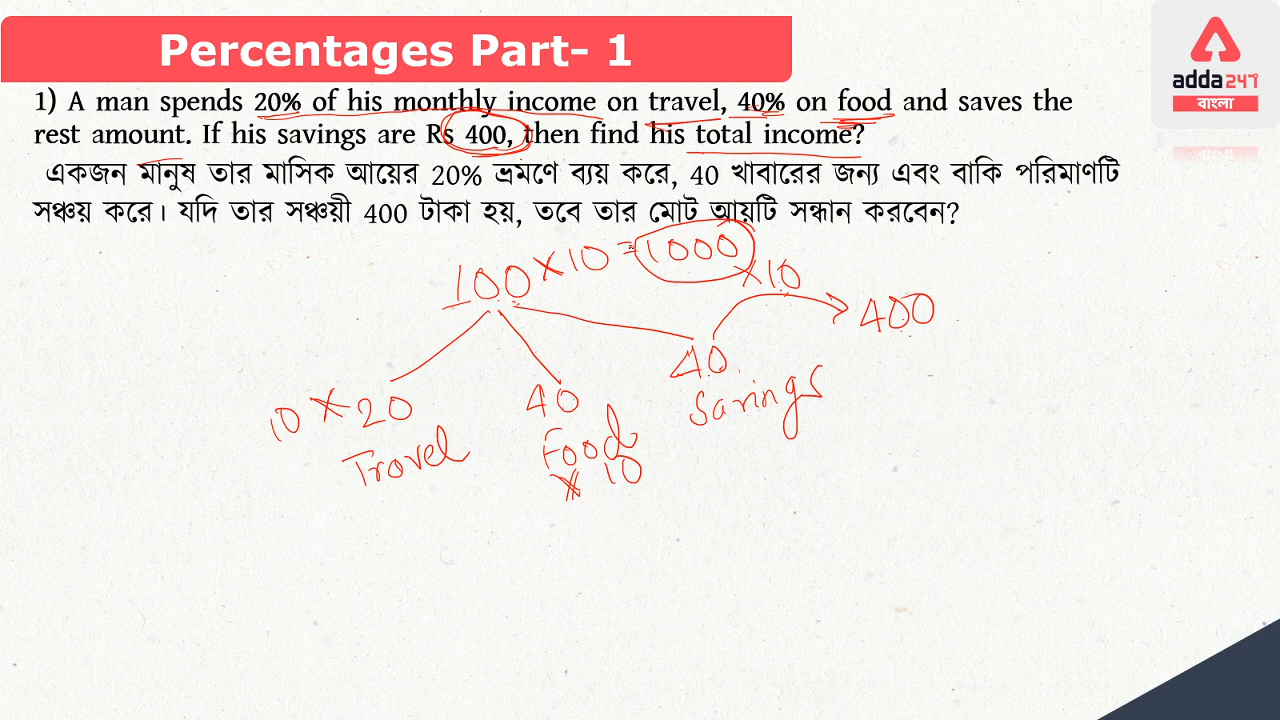 Percentages Part- 1
adda247
বাংলা
1) A man spends 20% of his monthly income on travel, 40% on food and saves the
rest amount. If his savings are Rs 400, then find his total income?
একজন মানুষ তার মাসিক আয়ের 20% ভ্রমণে ব্যয় করে, 40 খাবারের জন্য এবং বাকি পরিমাণটি
সঞ্চয় করে। যদি তার সঞ্চয়ী 400 টাকা হয়, তবে তার মোট আয়টি সন্ধান করবেন?
100 × 10 = 1000
× 10
400
40
Savings
10 × 20
Travel
40
Food
× 10